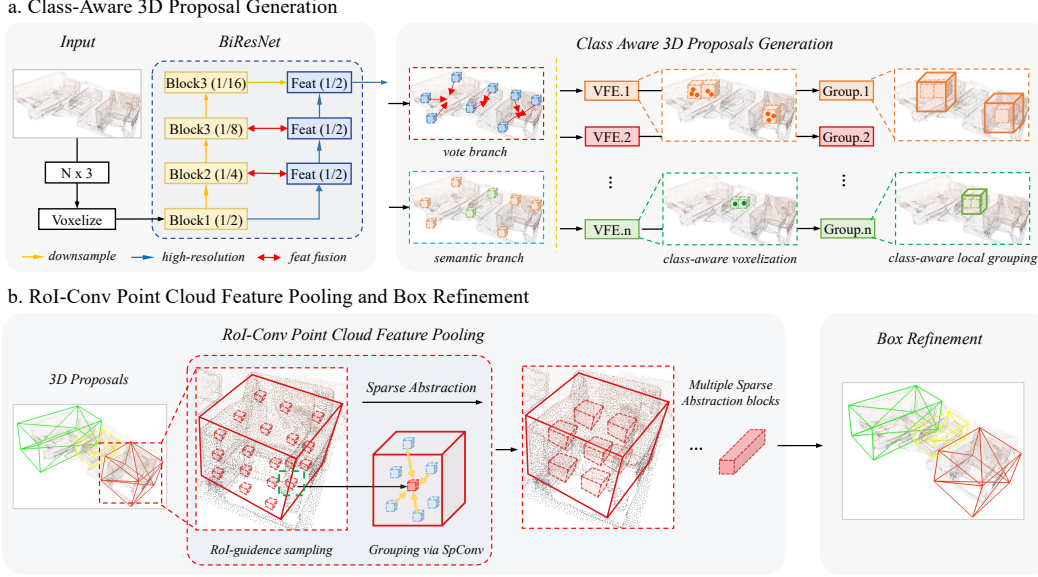 a. Class-Aware 3D Proposal Generation
Input
BiResNet
Class Aware 3D Proposals Generation
Block3 (1/16)
Feat (1/2)
Block3 (1/8)
Feat (1/2)
Block2 (1/4)
Feat (1/2)
Block1 (1/2)
N x 3
Voxelize
downsample
high-resolution
feat fusion
vote branch
semantic branch
VFE.1
VFE.2
⋮
VFE.n
class-aware voxelization
Group.1
Group.2
⋮
Group.n
class-aware local grouping
b. RoI-Conv Point Cloud Feature Pooling and Box Refinement
RoI-Conv Point Cloud Feature Pooling
Box Refinement
3D Proposals
Sparse Abstraction
Multiple Sparse
Abstraction blocks
...
RoI-guidence sampling
Grouping via SpConv